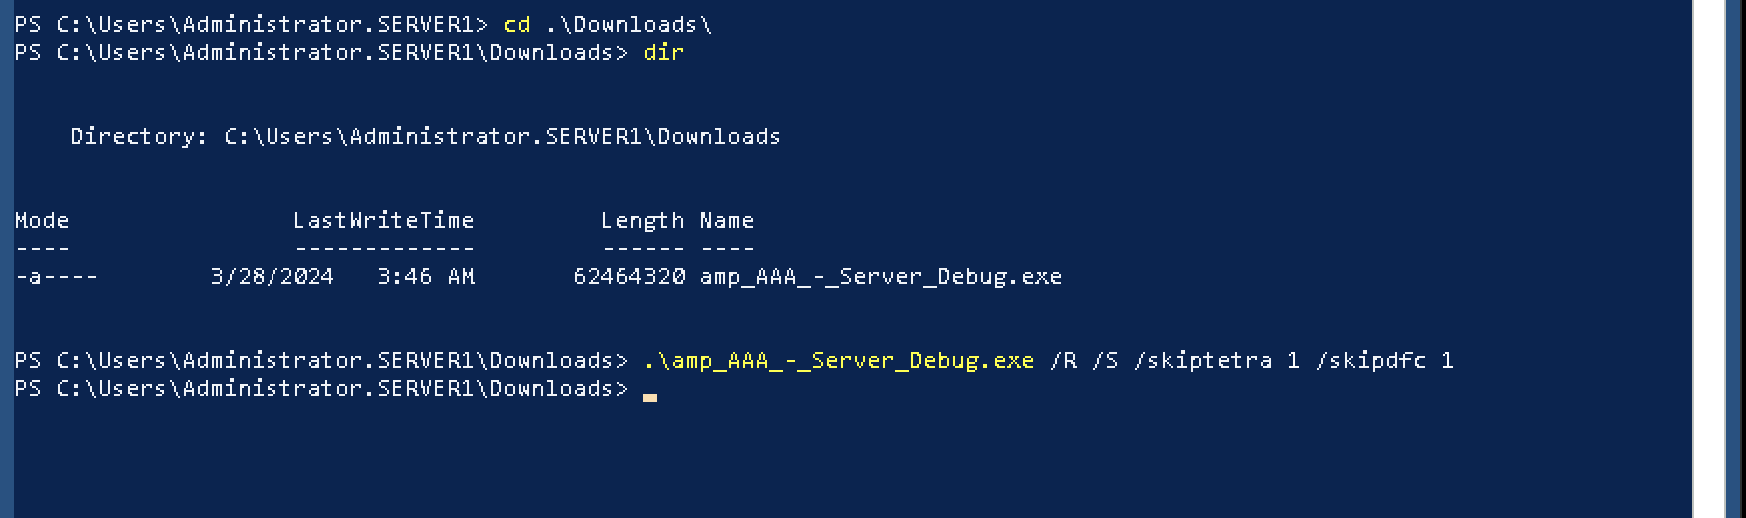 PS C:\Users\Administrator.SERVER1> cd .\Downloads\
PS C:\Users\Administrator.SERVER1\Downloads> dir
Directory: C:\Users\Administrator.SERVER1\Downloads
Mode                LastWriteTime         Length Name
----                -------------         ------ ----
-a----        3/28/2024   3:46 AM       62464320 amp_AAA_-_Server_Debug.exe
PS C:\Users\Administrator.SERVER1\Downloads> .\amp_AAA_-_Server_Debug.exe /R /S /skiptetra 1 /skipdfc 1
PS C:\Users\Administrator.SERVER1\Downloads>